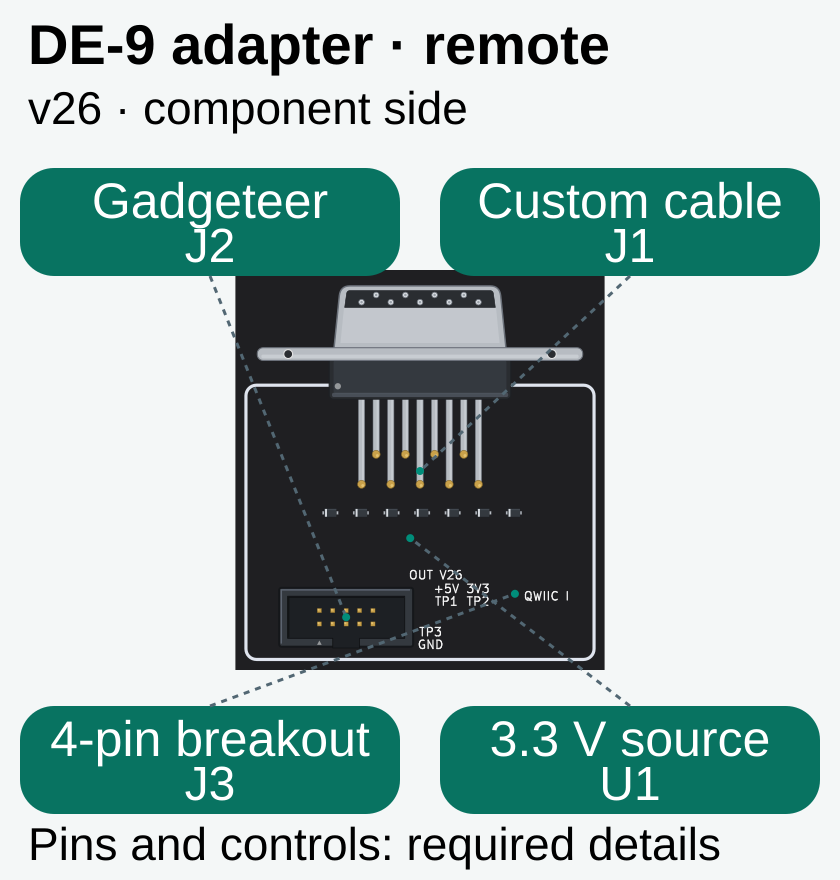 DE-9 adapter · remote
v26 · component side
Gadgeteer
J2
Custom cable
J1
OUT V26
+5V 3V3
TP1 TP2
QWIIC I
TP3
GND
4-pin breakout
J3
3.3 V source
U1
Pins and controls: required details